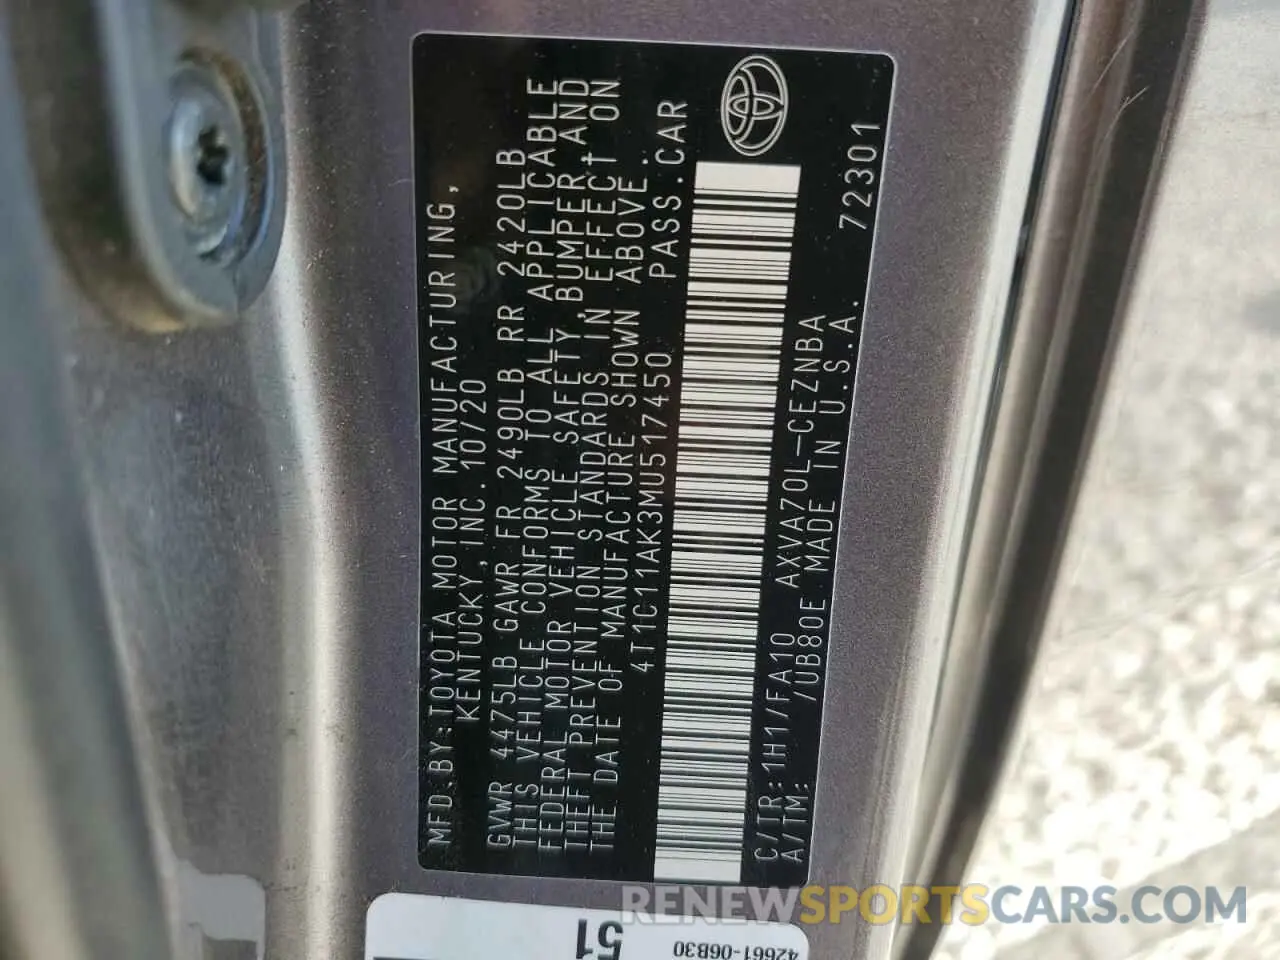 MFD.BY:TOYOTA MOTOR MANUFACTURING,
KENTUCKY, INC. 10/20
GVWR 4475LB GAWR FR 2490LB RR 2420LB
THIS VEHICLE CONFORMS TO ALL APPLICABLE
FEDERAL MOTOR VEHICLE SAFETY, BUMPER, AND
THEFT PREVENTION STANDARDS IN EFFECT ON
THE DATE OF MANUFACTURE SHOWN ABOVE.
4T1C11AK3MU517450 PASS.CAR
C/TR:1H1/FA10 AXVA70L-CEZNBA
A/TM: /UB80E MADE IN U.S.A. 72301
51
42661-06B30
RENEWSPORTSCARS.COM